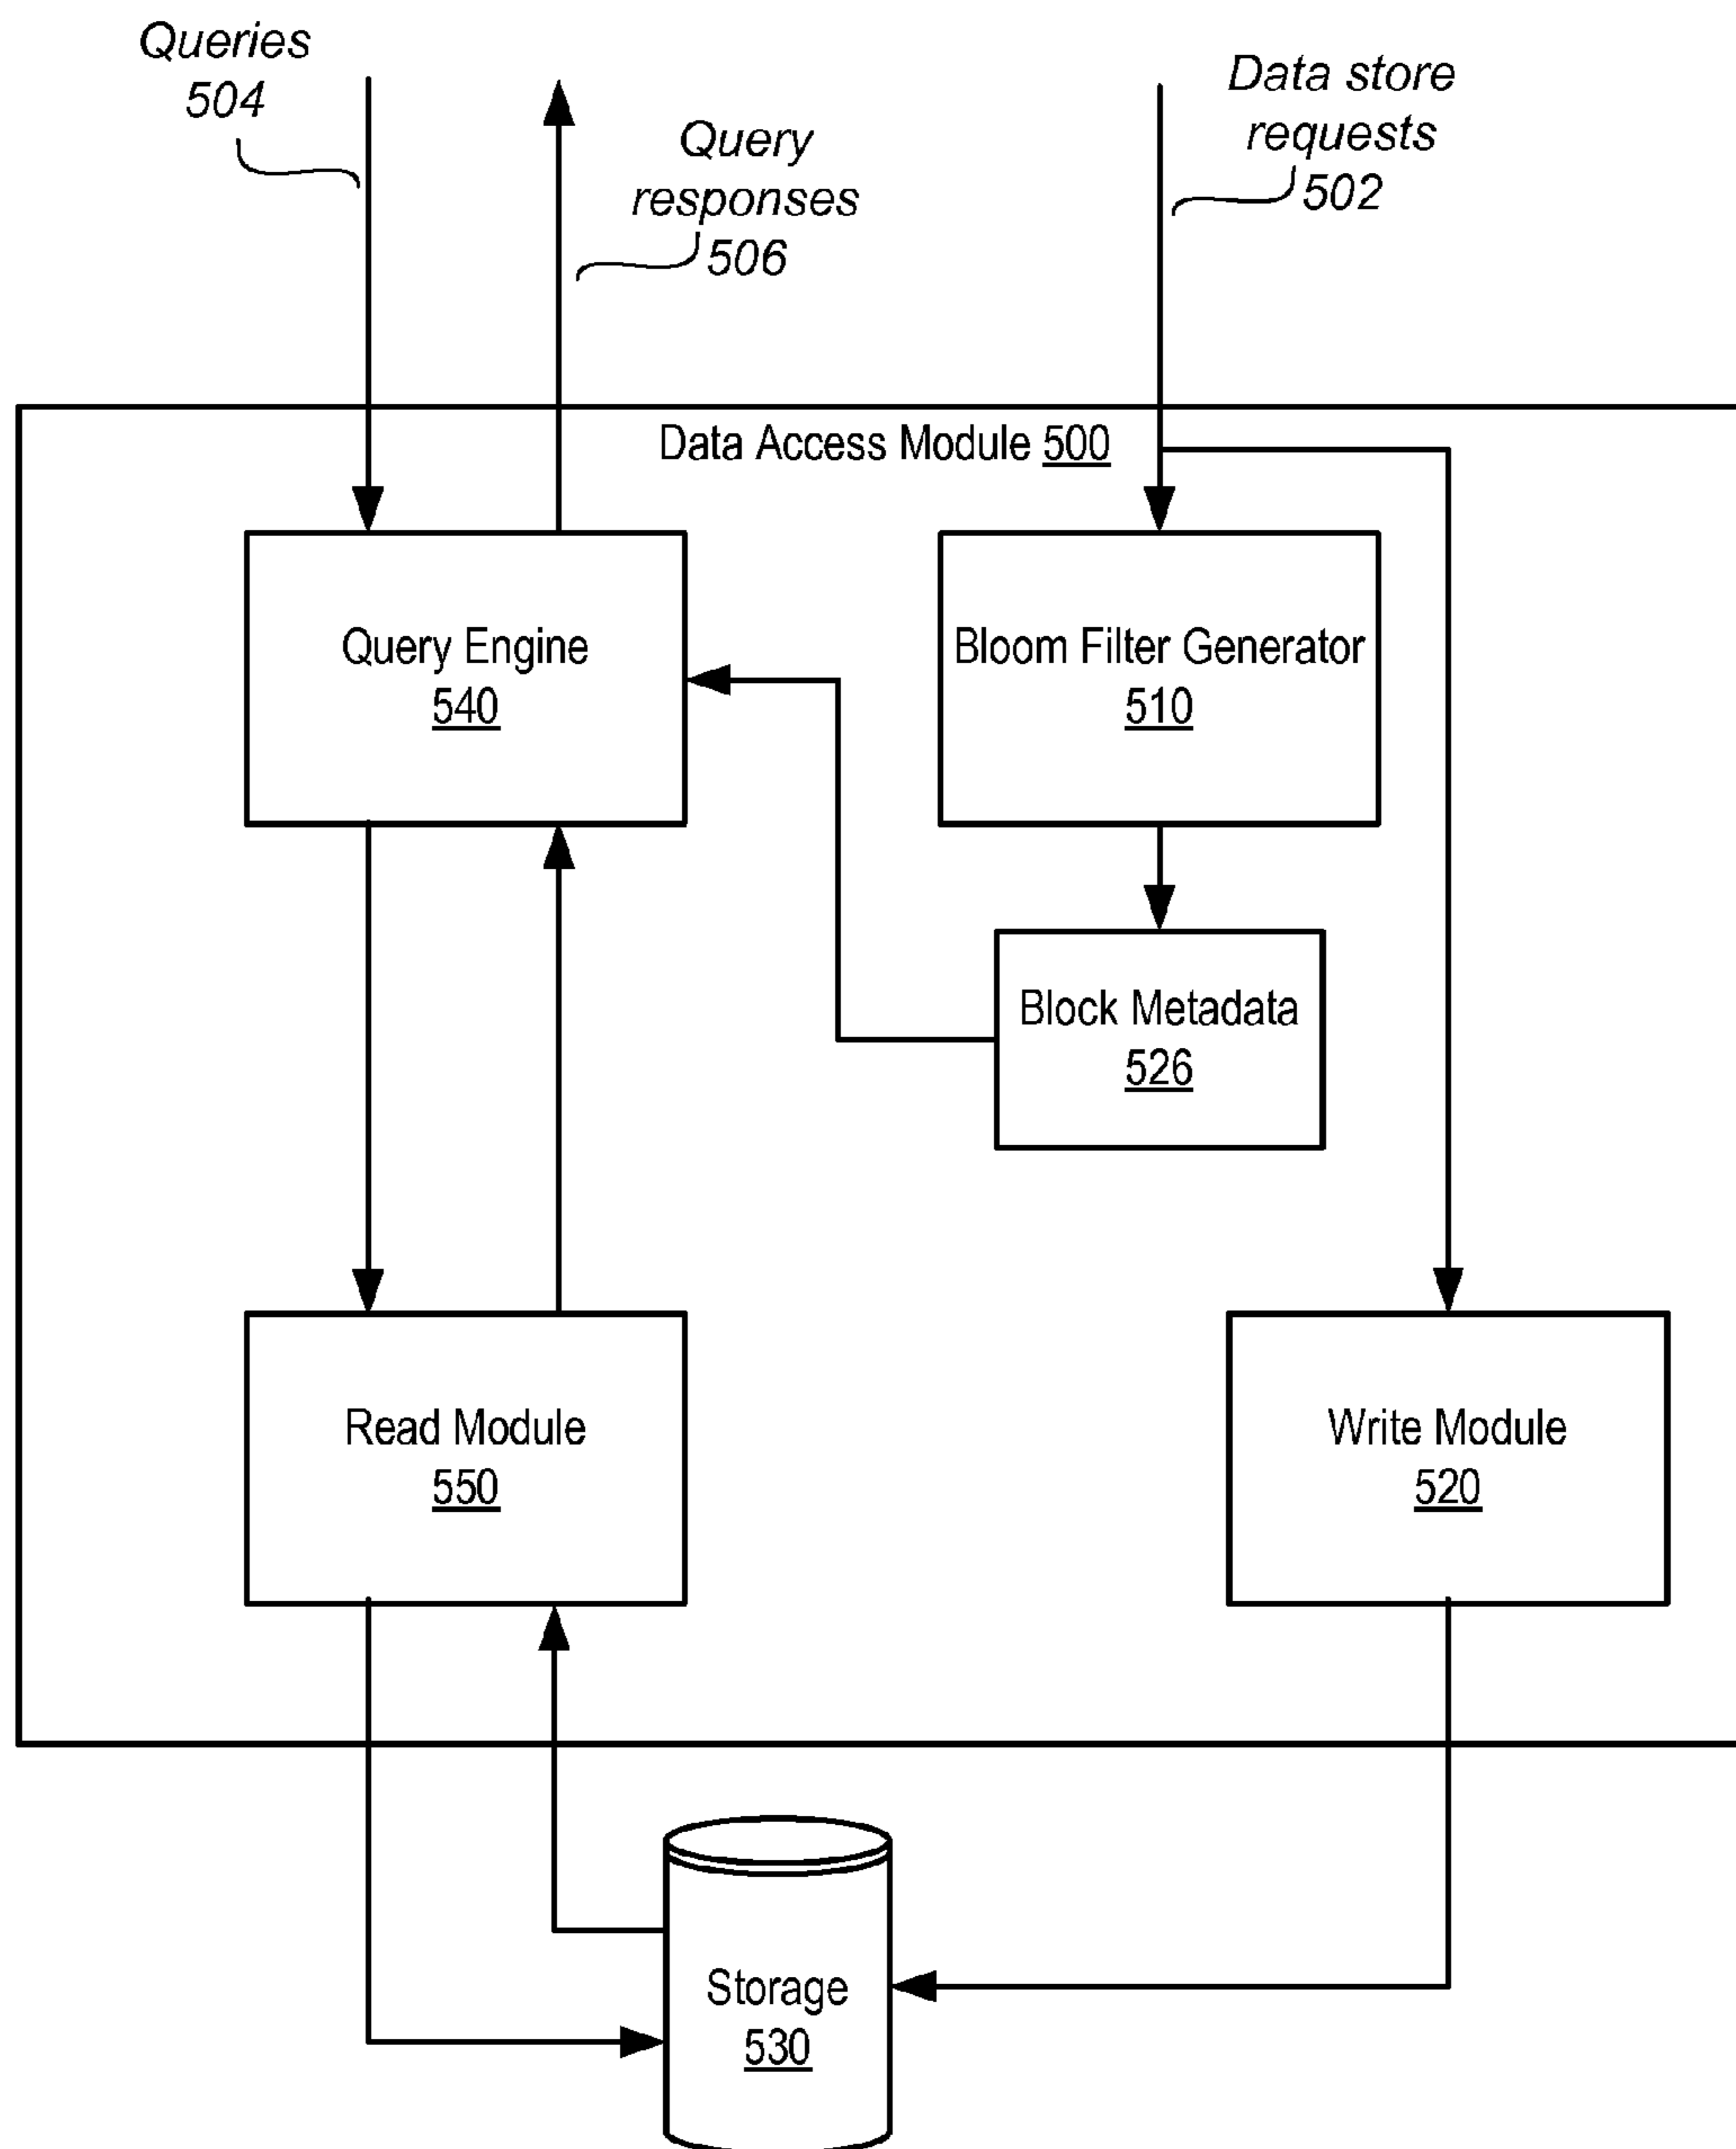 Queries
504
Query
responses
506
Data store
requests
502
Data Access Module 500
Query Engine
540
Bloom Filter Generator
510
Block Metadata
526
Read Module
550
Write Module
520
Storage
530